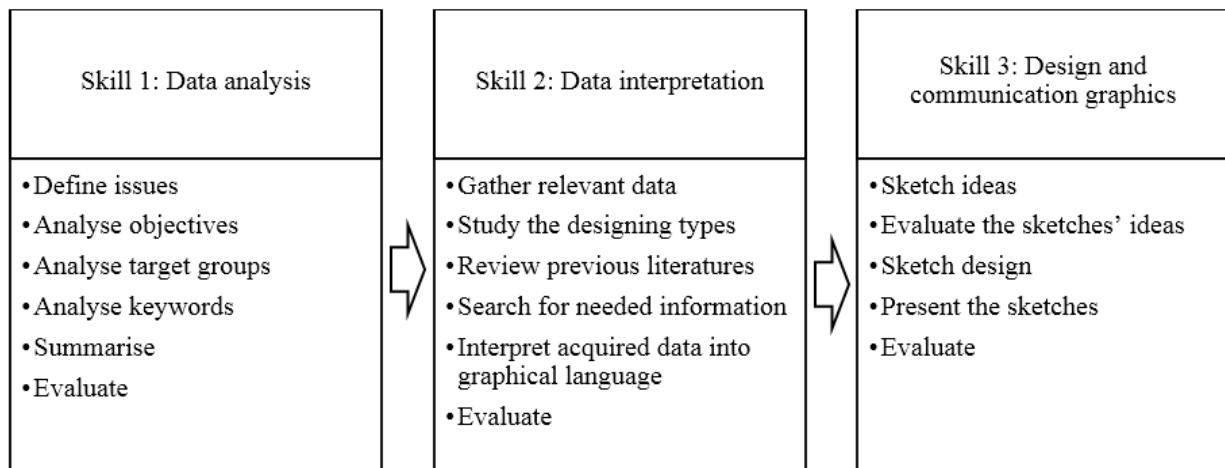 Skill 1: Data analysis
•Define issues
•Analyse objectives
•Analyse target groups
•Analyse keywords
•Summarise
•Evaluate
Skill 2: Data interpretation
•Gather relevant data
•Study the designing types
•Review previous literatures
•Search for needed information
•Interpret acquired data into
graphical language
•Evaluate
Skill 3: Design and
communication graphics
•Sketch ideas
•Evaluate the sketches’ ideas
•Sketch design
•Present the sketches
•Evaluate